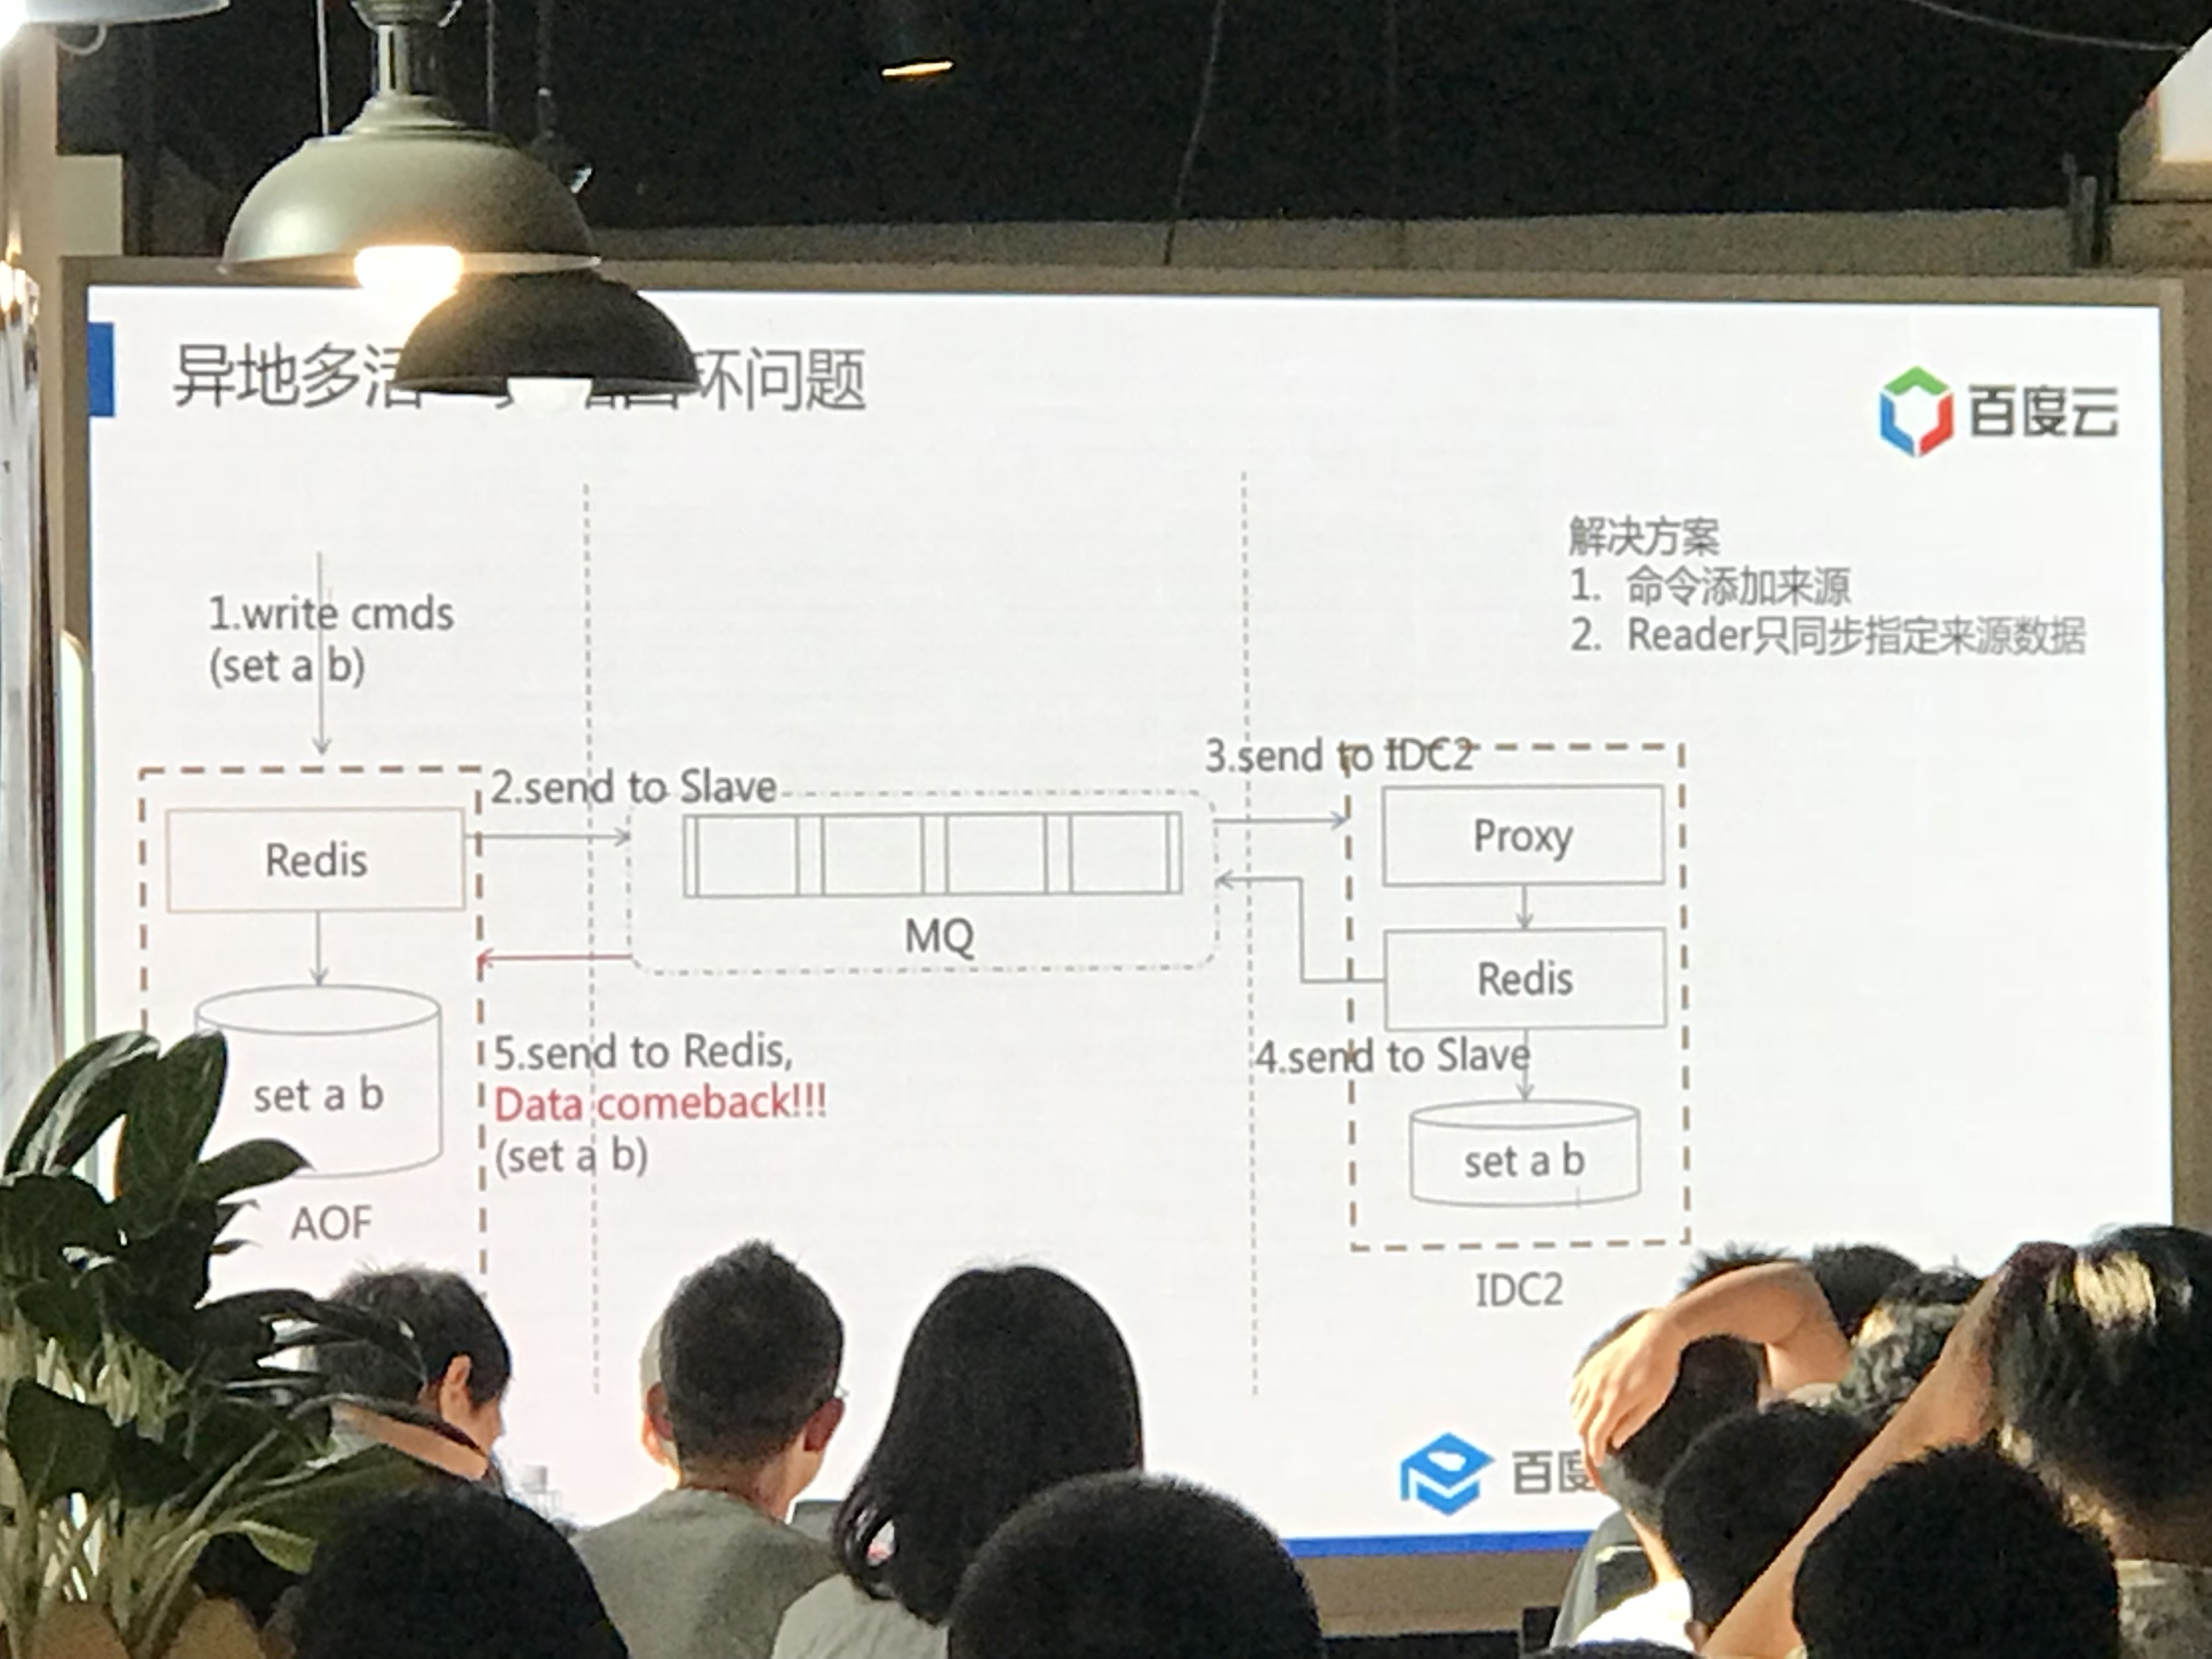 异地多活
环问题
百度云
解决方案
1. 命令添加来源
2. Reader只同步指定来源数据
1.write cmds
(set a b)
2.send to Slave
3.send to IDC2
Redis
MQ
Proxy
Redis
4.send to Slave
set a b
AOF
5.send to Redis,
Data comeback!!!
(set a b)
set a b
IDC2
百度